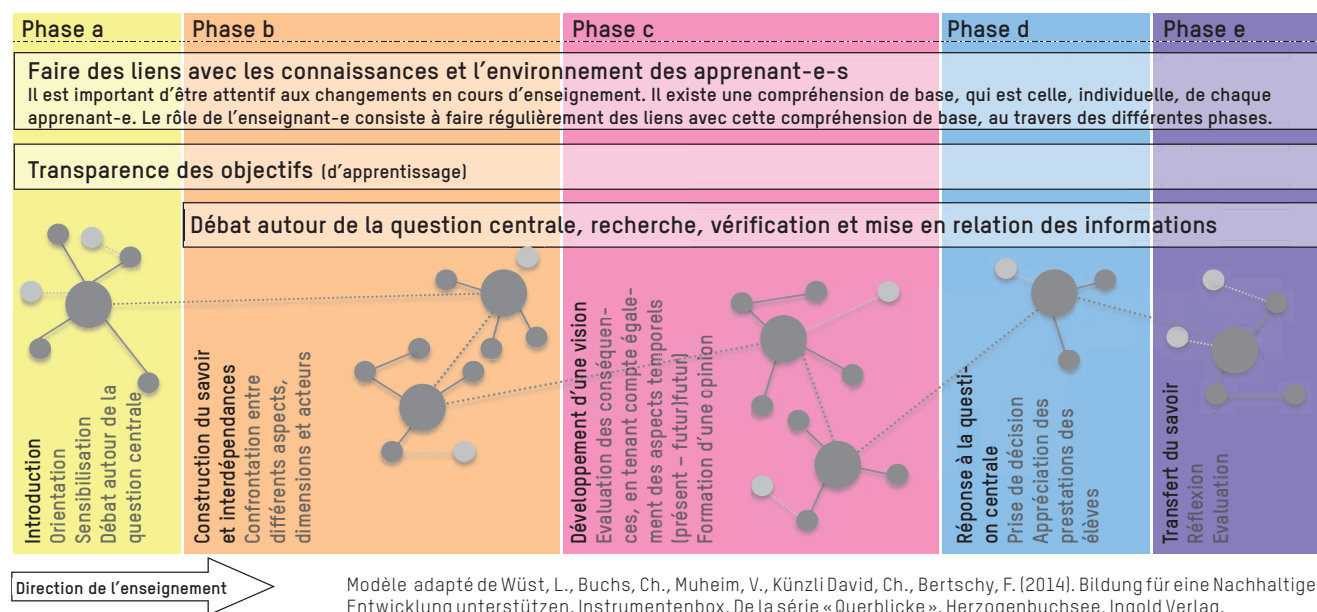 Phase a
Phase b
Phase c
Phase d
Phase e
Faire des liens avec les connaissances et l'environnement des apprenant-e-s
Il est important d'être attentif aux changements en cours d'enseignement. Il existe une compréhension de base, qui est celle, individuelle, de chaque
apprenant-e. Le rôle de l'enseignant-e consiste à faire régulièrement des liens avec cette compréhension de base, au travers des différentes phases.
Transparence des objectifs (d'apprentissage)
Débat autour de la question centrale, recherche, vérification et mise en relation des informations
Introduction
Orientation
Sensibilisation
Débat autour de la
question centrale
Construction du savoir
et interdépendances
Confrontation entre
différents aspects,
dimensions et acteurs
Développement d'une vision
Evaluation des conséquen-
ces, en tenant compte égale-
ment des aspects temporels
(présent – futur)futur)
Formation d'une opinion
Réponse à la questi-
on centrale
Prise de décision
Appréciation des
prestations des
élèves
Transfert du savoir
Réflexion
Evaluation
Direction de l'enseignement
Modèle adapté de Wüst, L., Buchs, Ch., Muheim, V., Künzli David, Ch., Bertschy, F. (2014). Bildung für eine Nachhaltige
Entwicklung unterstützen. Instrumentenbox. De la série « Querblicke ». Herzogenbuchsee. Ingold Verlag.